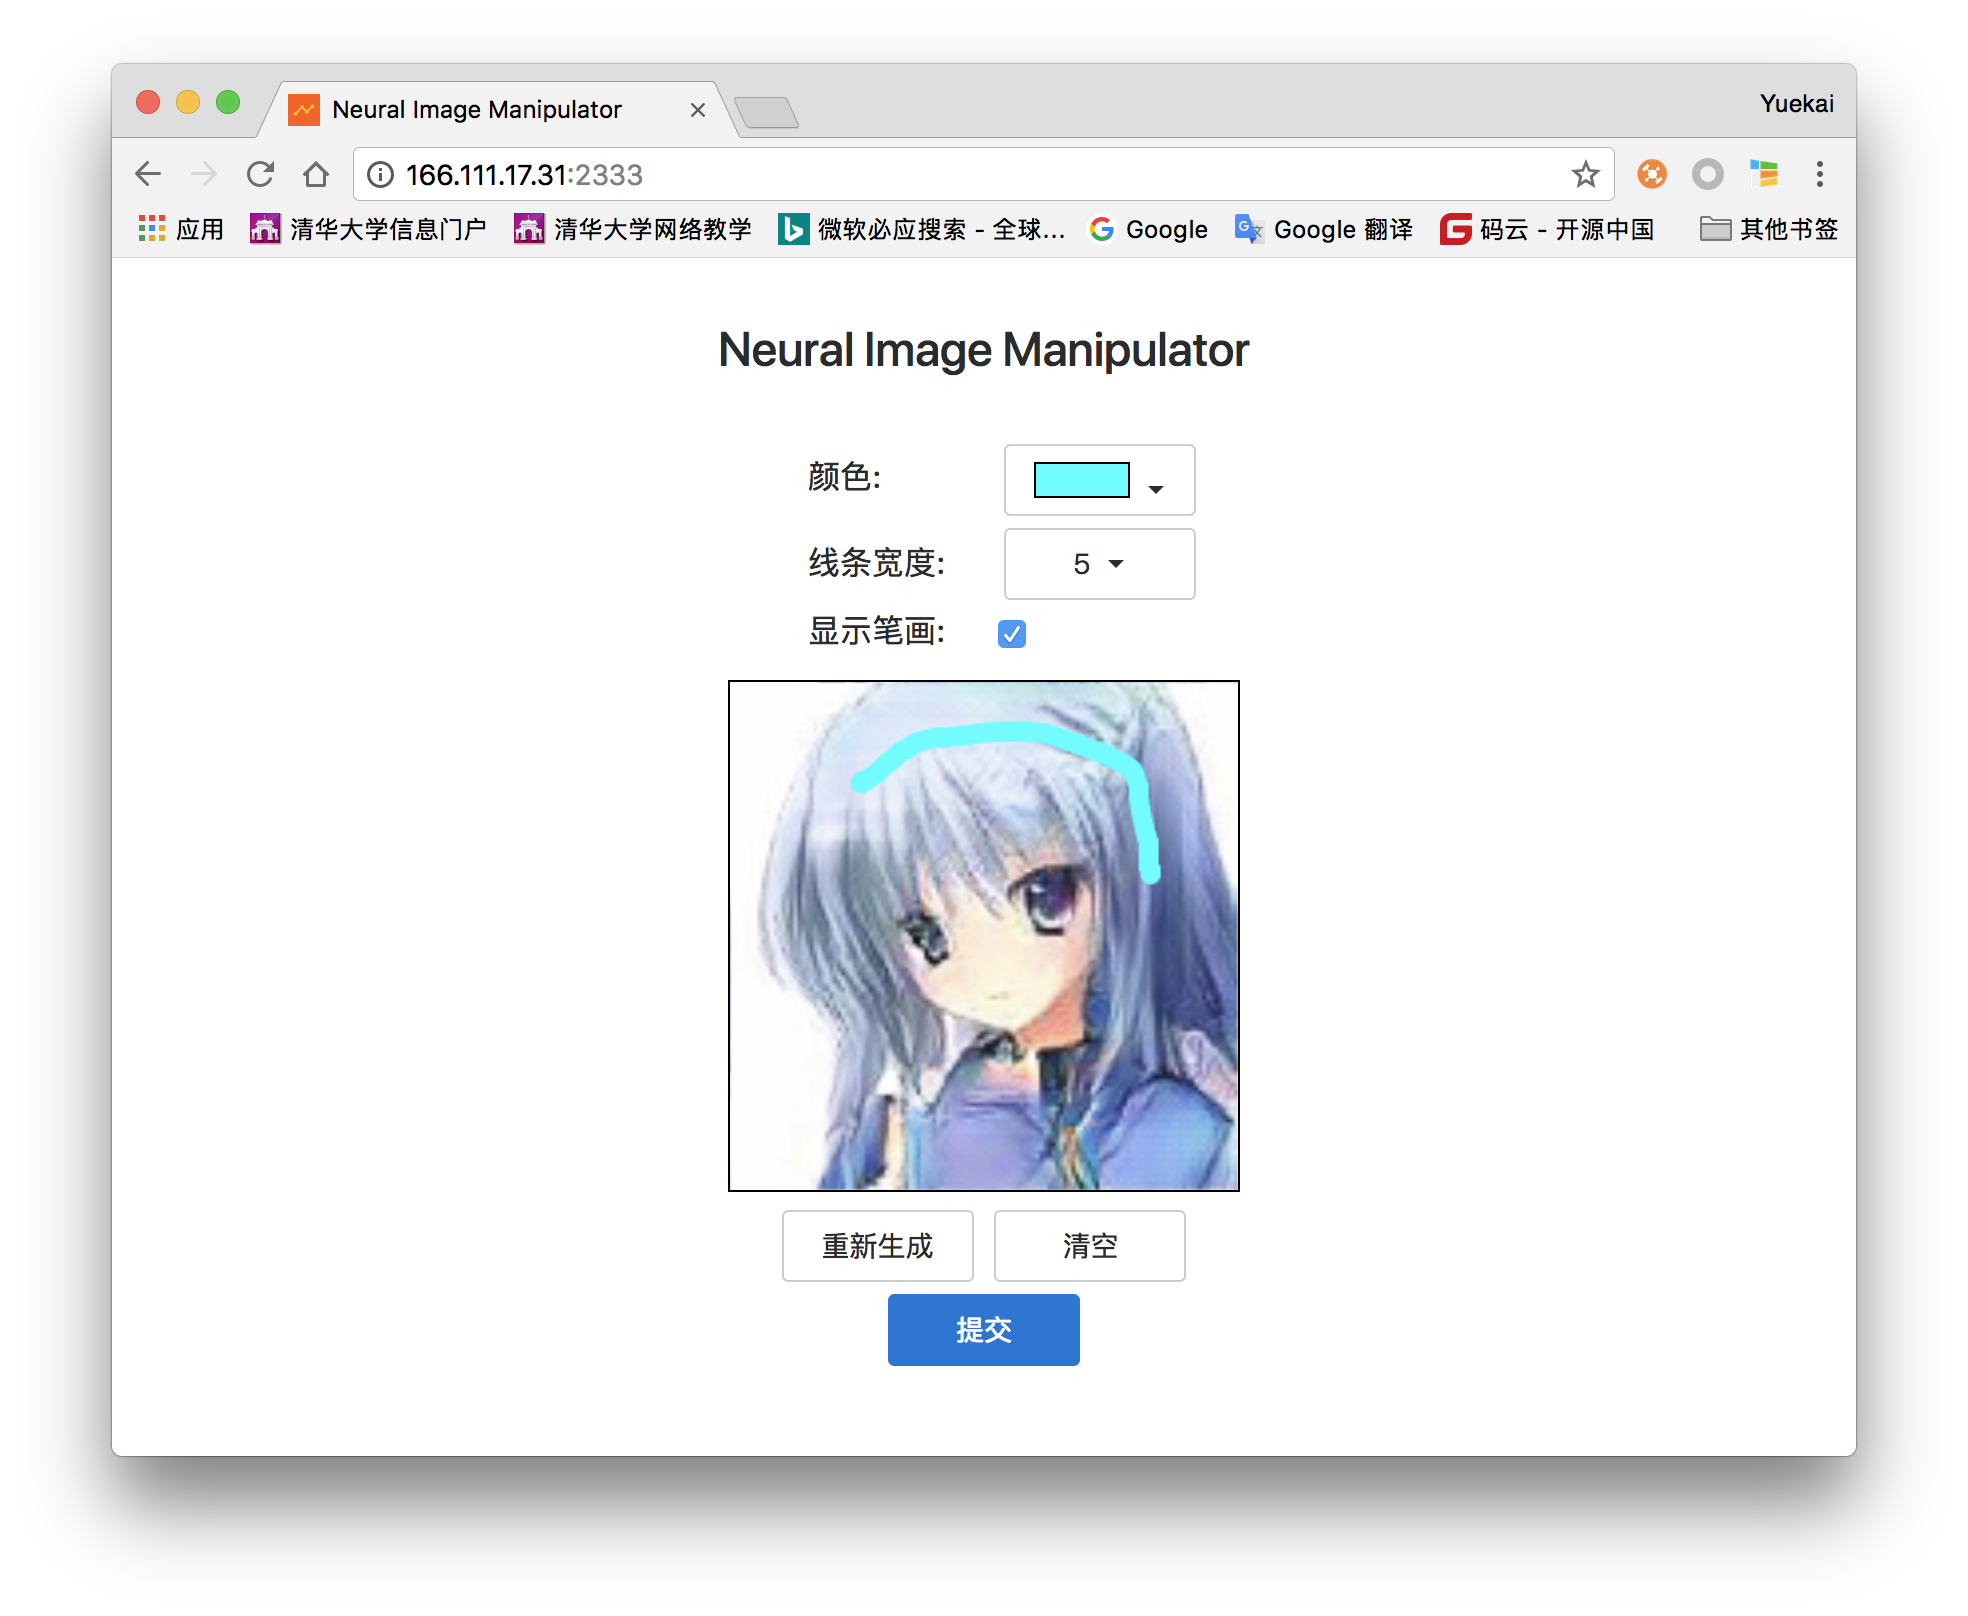 Neural Image Manipulator
Yuekai
166.111.17.31:2333
应用 清华大学信息门户 清华大学网络教学 微软必应搜索 - 全球... Google Google 翻译 码云 - 开源中国 其他书签
Neural Image Manipulator
颜色:
线条宽度: 5
显示笔画:
重新生成 清空
提交